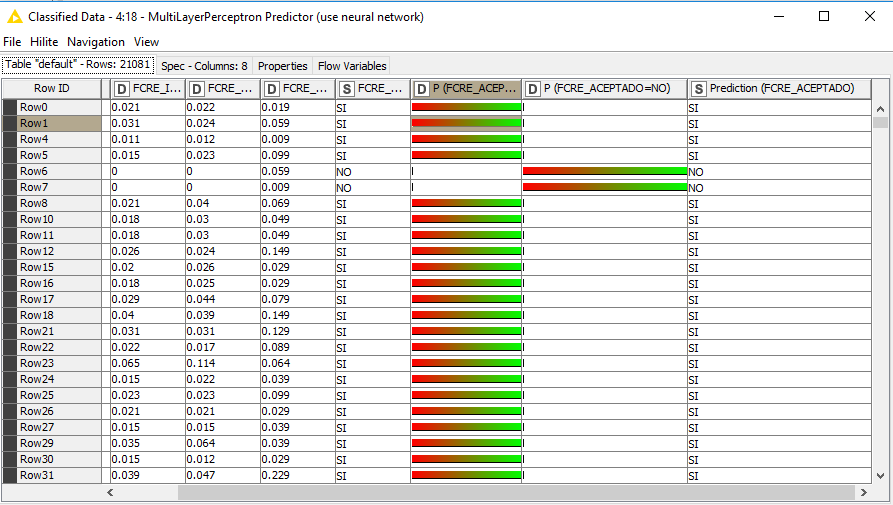 Classified Data - 4:18 - MultiLayerPerceptron Predictor (use neural network)
File Hilite Navigation View
Table "default" - Rows: 21081 Spec - Columns: 8 Properties Flow Variables
Row ID D FCRE_I... D FCRE_... D FCRE_... S FCRE_... D P (FCRE_ACEP... D P (FCRE_ACEPTADO=NO) S Prediction (FCRE_ACEPTADO)
Row0 0.021 0.022 0.019 SI SI
Row1 0.031 0.024 0.059 SI SI
Row4 0.011 0.012 0.009 SI SI
Row5 0.015 0.023 0.099 SI SI
Row6 0 0 0.059 NO NO
Row7 0 0 0.009 NO NO
Row8 0.021 0.04 0.069 SI SI
Row10 0.018 0.03 0.049 SI SI
Row11 0.018 0.03 0.049 SI SI
Row12 0.026 0.024 0.149 SI SI
Row15 0.02 0.026 0.029 SI SI
Row16 0.018 0.025 0.029 SI SI
Row17 0.029 0.044 0.079 SI SI
Row18 0.04 0.039 0.149 SI SI
Row21 0.031 0.031 0.129 SI SI
Row22 0.022 0.017 0.089 SI SI
Row23 0.065 0.114 0.064 SI SI
Row24 0.015 0.022 0.039 SI SI
Row25 0.023 0.023 0.099 SI SI
Row26 0.021 0.021 0.029 SI SI
Row27 0.015 0.015 0.039 SI SI
Row29 0.035 0.064 0.039 SI SI
Row30 0.015 0.012 0.029 SI SI
Row31 0.039 0.047 0.229 SI SI